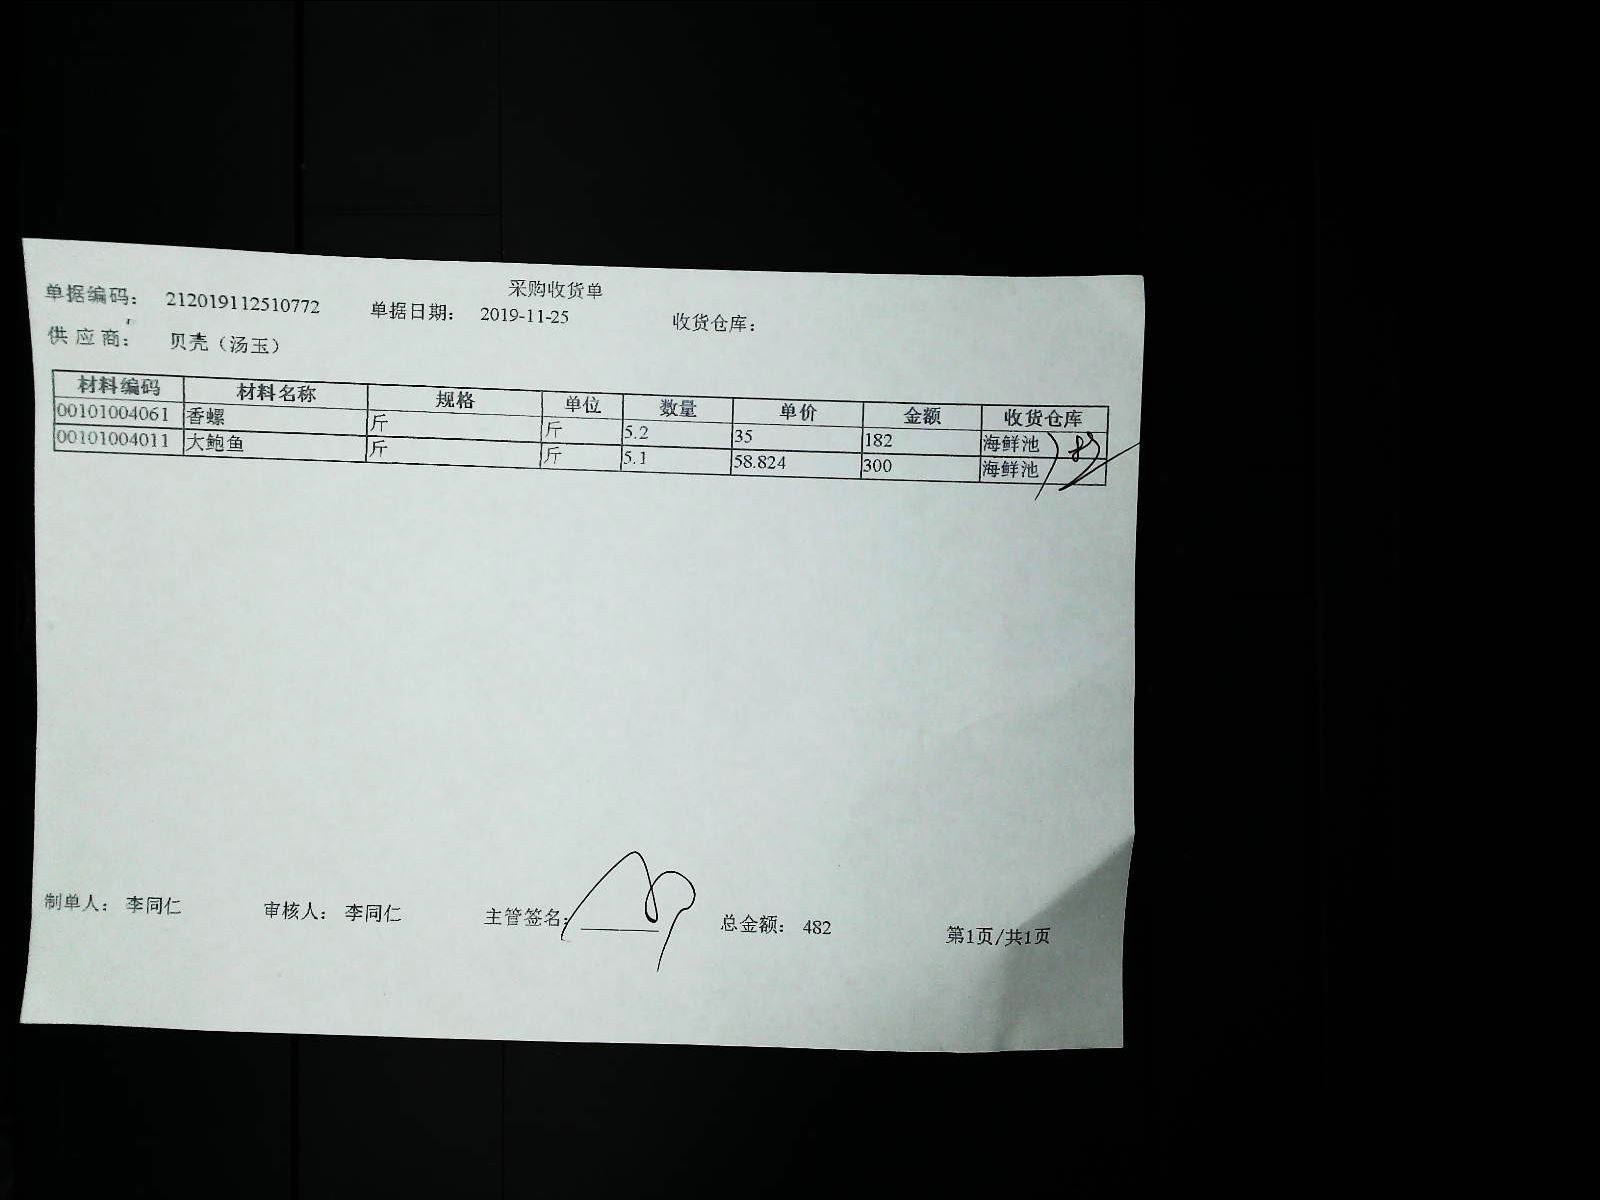 采购收货单
单据编码： 212019112510772 单据日期： 2019-11-25 收货仓库：
供应商： 贝壳（汤玉）
材料编码 材料名称 规格 单位 数量 单价 金额 收货仓库
00101004061 香螺 斤 斤 5.2 35 182 海鲜池
00101004011 大鲍鱼 斤 斤 5.1 58.824 300 海鲜池
制单人： 李同仁 审核人： 李同仁 主管签名： 总金额： 482 第1页/共1页